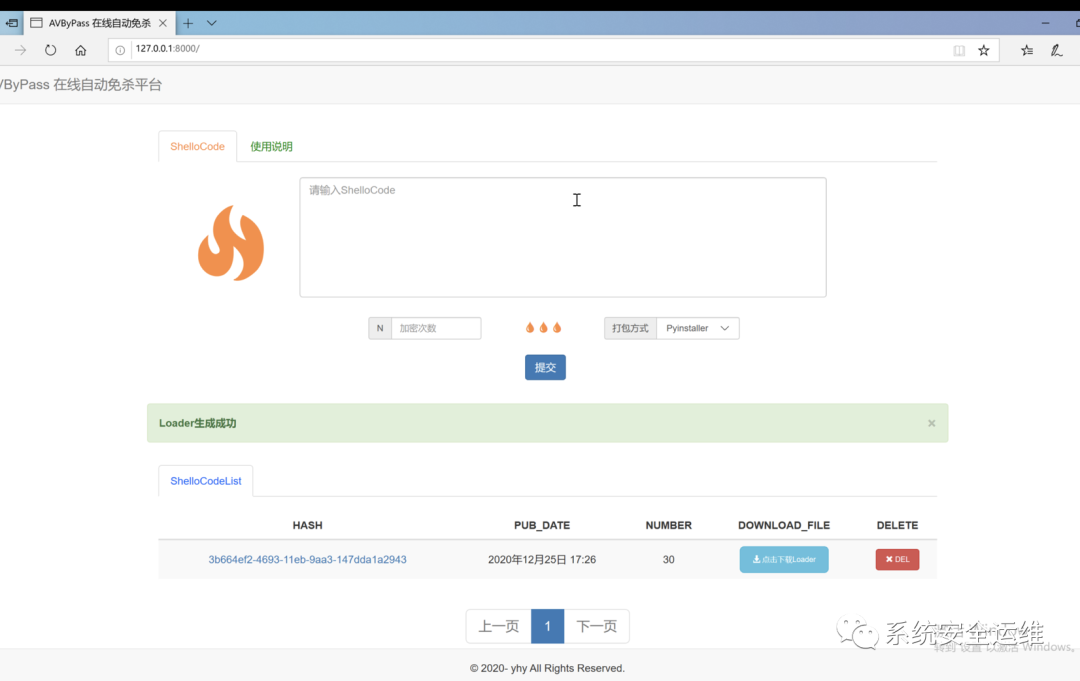 AVByPass 在线自动免杀
127.0.0.1:8000/
VByPass 在线自动免杀平台
ShelloCode 使用说明
请输入ShelloCode
N 加密次数 打包方式 Pyinstaller
提交
Loader生成成功 ×
ShelloCodeList
HASH PUB_DATE NUMBER DOWNLOAD_FILE DELETE
3b664ef2-4693-11eb-9aa3-147dda1a2943 2020年12月25日 17:26 30 点击下载Loader DEL
上一页 1 下一页
系统安全运维
转到"设置"以激活 Windows。
© 2020- yhy All Rights Reserved.